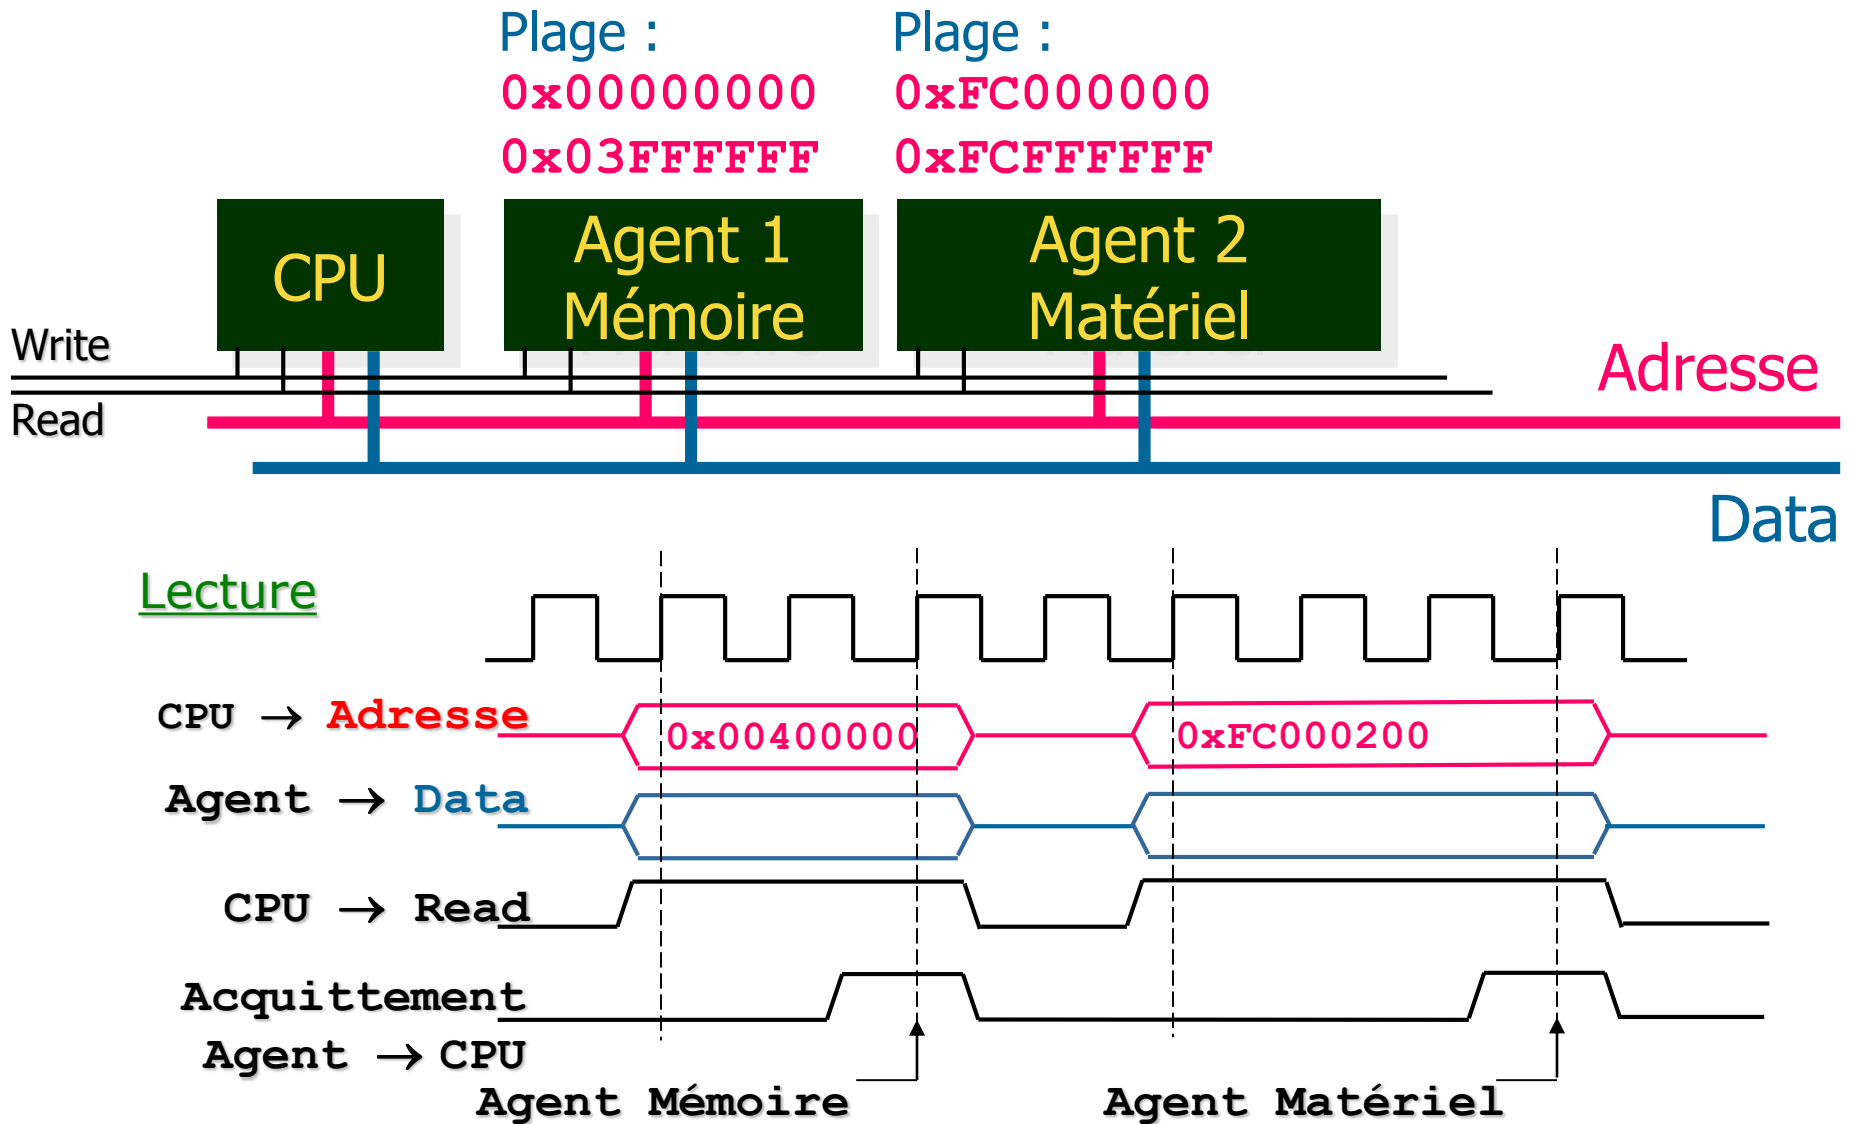 Plage :
0x00000000
0x03FFFFFF
Plage :
0xFC000000
0xFCFFFFFF
CPU
Agent 1
Mémoire
Agent 2
Matériel
Write
Read
Adresse
Data
Lecture
CPU → Adresse
0x00400000
0xFC000200
Agent → Data
CPU → Read
Acquittement
Agent → CPU
Agent Mémoire
Agent Matériel